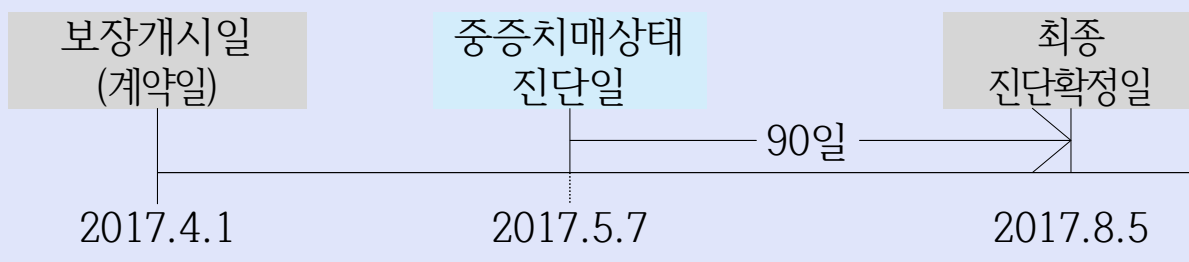 보장개시일
(계약일)
중증치매상태
진단일
최종
진단확정일
90일
2017.4.1
2017.5.7
2017.8.5